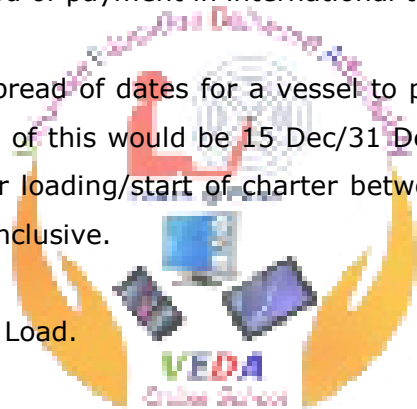 d of payment in international t
pread of dates for a vessel to p
of this would be 15 Dec/31 De
r loading/start of charter betwe
nclusive.
Load.
VEDA
Online School